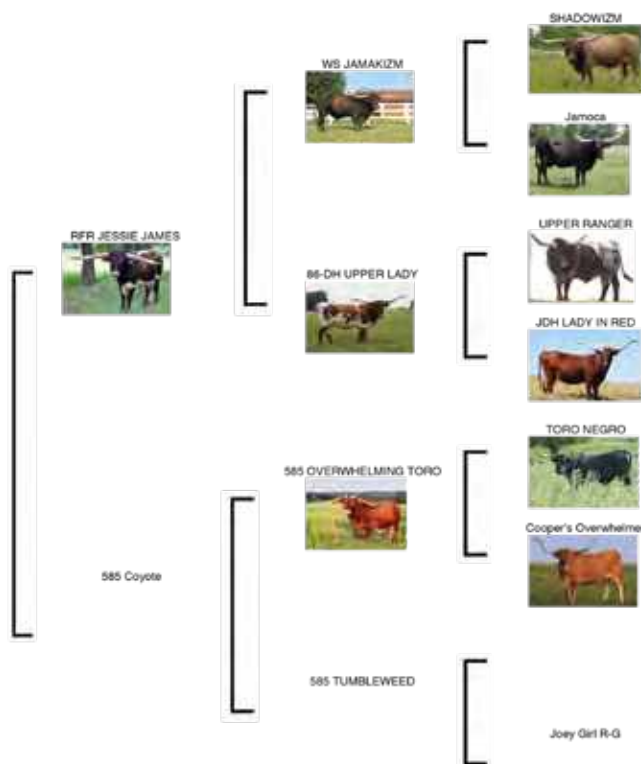 SHADOWIZM
WS JAMAKIZM
Jamoca
UPPER RANGER
RFR JESSIE JAMES
86-DH UPPER LADY
JDH LADY IN RED
TORO NEGRO
585 OVERWHELMING TORO
Cooper's Overwhelme
585 Coyote
585 TUMBLEWEED
Joey Girl R-G